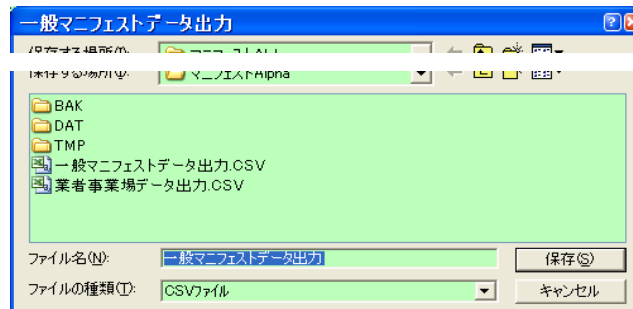 一般マニフェストデータ出力
保存する場所(I):
マニフェストAlpha
BAK
DAT
TMP
一般マニフェストデータ出力.CSV
業者事業場データ出力.CSV
ファイル名(N): 一般マニフェストデータ出力 保存(S)
ファイルの種類(T): CSVファイル キャンセル